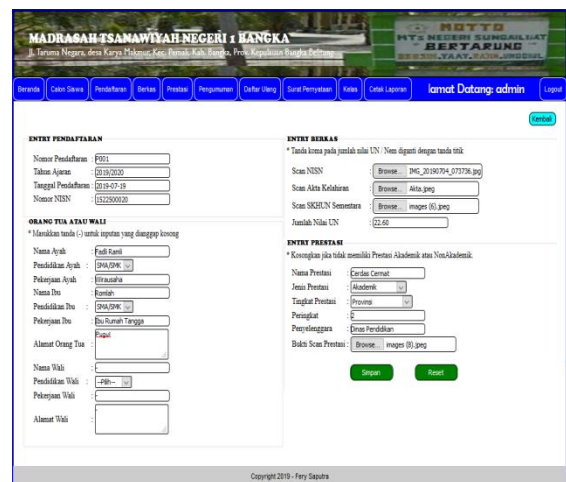 MADRASAH TSANAWIYAH NEGERI 1 BANGKA
Jl. Taruma Negara, desa Karya Makmur, Kec. Pemali, Kab. Bangka, Prov. Kepulauan Bangka Belitung
MOTTO
MTs NEGERI SUNGAILIAT
BERTARUNG
Beranda Calon Siswa Pendaftaran Berkas Prestasi Pengumuman Daftar Ulang Surat Pernyataan Kelas Cetak Laporan lamat Datang: admin Logout
Kembali
ENTRY PENDAFTARAN
Nomor Pendaftaran : P001
Tahun Ajaran : 2019/2020
Tanggal Pendaftaran : 2019-07-19
Nomor NISN : 1522500020
ORANG TUA ATAU WALI
* Masukkan tanda (-) untuk inputan yang dianggap kosong
Nama Ayah : Fadli Ramli
Pendidikan Ayah : SMA/SMK
Pekerjaan Ayah : Wirausaha
Nama Ibu : Romlah
Pendidikan Ibu : SMA/SMK
Pekerjaan Ibu : Ibu Rumah Tangga
Alamat Orang Tua :
Nama Wali : -
Pendidikan Wali : --Pilih--
Pekerjaan Wali : -
Alamat Wali : -
ENTRY BERKAS
* Tanda koma pada jumlah nilai UN / Nem diganti dengan tanda titik
Scan NISN : Browse... IMG_20190704_073736.jpg
Scan Akta Kelahiran : Browse... Akta.jpeg
Scan SKHUN Sementara : Browse... images (6).jpeg
Jumlah Nilai UN : 22.60
ENTRY PRESTASI
* Kosongkan jika tidak memiliki Prestasi Akademik atau NonAkademik.
Nama Prestasi : Cerdas Cermat
Jenis Prestasi : Akademik
Tingkat Prestasi : Provinsi
Peringkat : 2
Penyelenggara : Dinas Pendidikan
Bukti Scan Prestasi : Browse... images (8).jpeg
Simpan Reset
Copyright 2019 - Fery Saputra